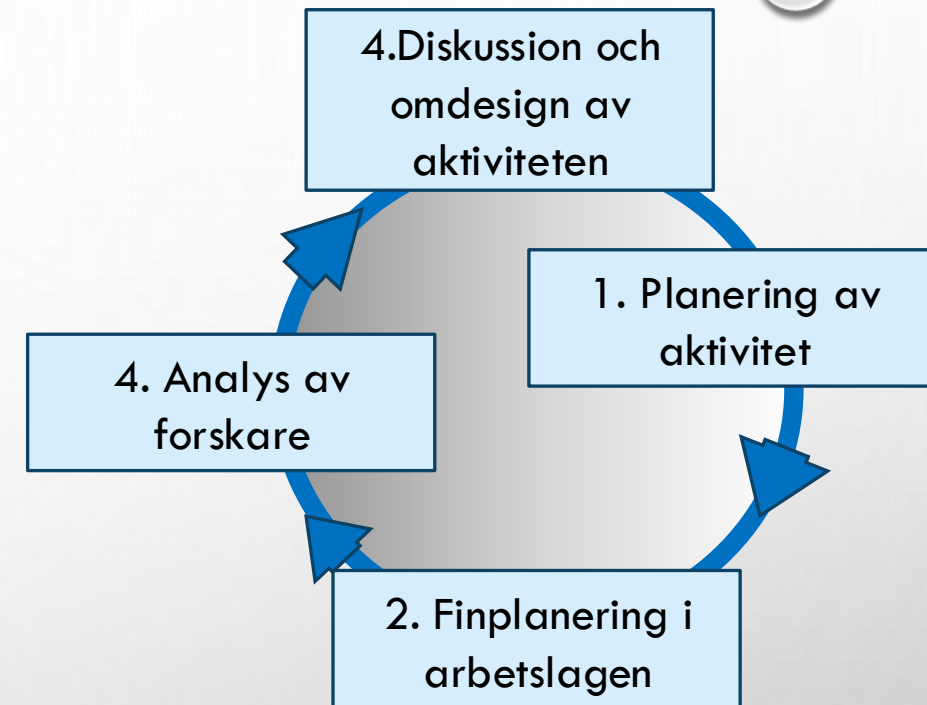 4.Diskussion och
omdesign av
aktiviteten
1. Planering av
aktivitet
4. Analys av
forskare
2. Finplanering i
arbetslagen